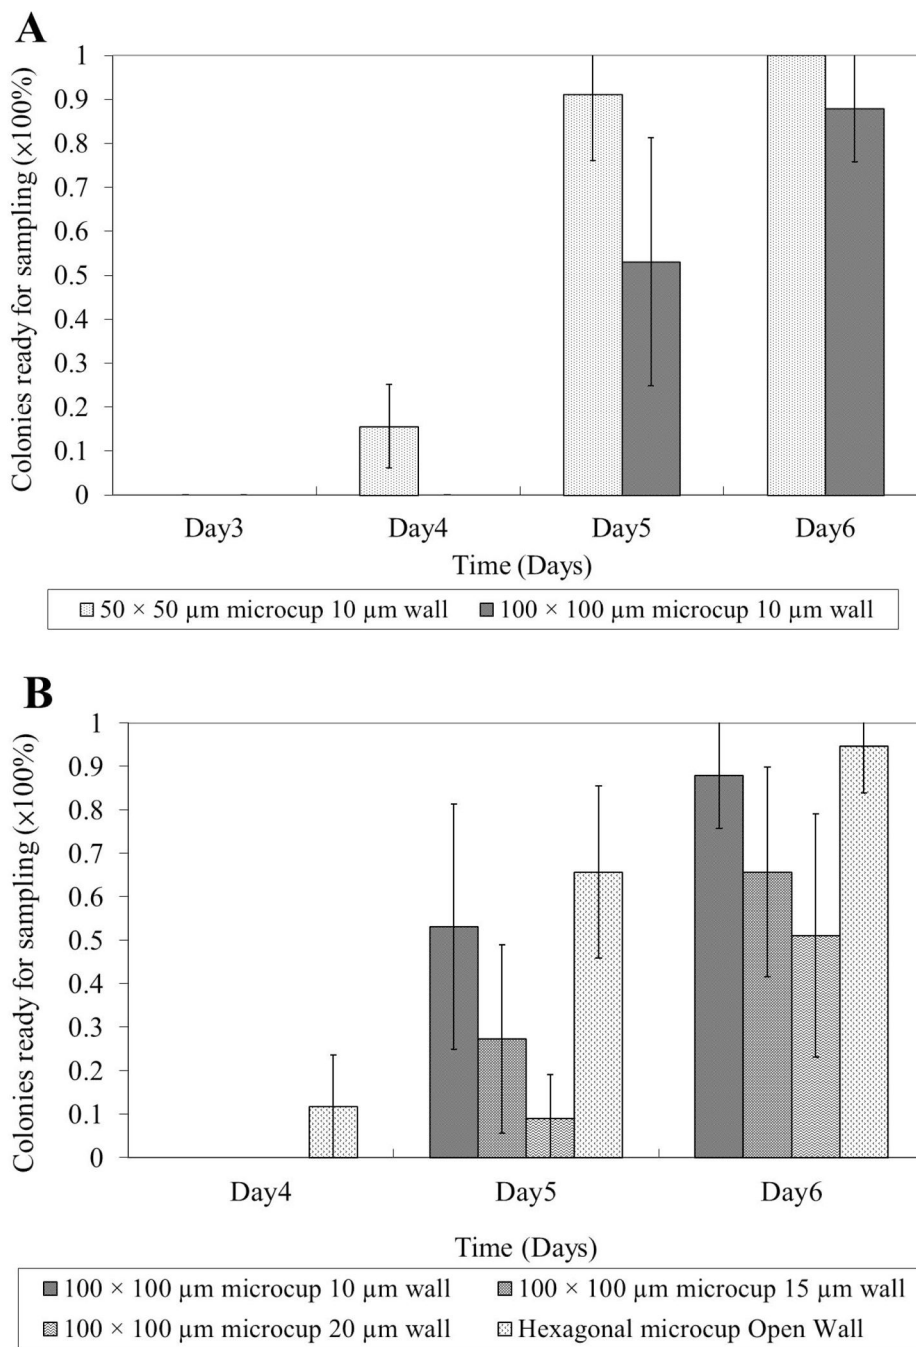 A
Colonies ready for sampling (×100%)
1
0.9
0.8
0.7
0.6
0.5
0.4
0.3
0.2
0.1
0
Day3 Day4 Day5 Day6
Time (Days)
50 × 50 µm microcup 10 µm wall 100 × 100 µm microcup 10 µm wall
B
Colonies ready for sampling (×100%)
1
0.9
0.8
0.7
0.6
0.5
0.4
0.3
0.2
0.1
0
Day4 Day5 Day6
Time (Days)
100 × 100 µm microcup 10 µm wall 100 × 100 µm microcup 15 µm wall
100 × 100 µm microcup 20 µm wall Hexagonal microcup Open Wall